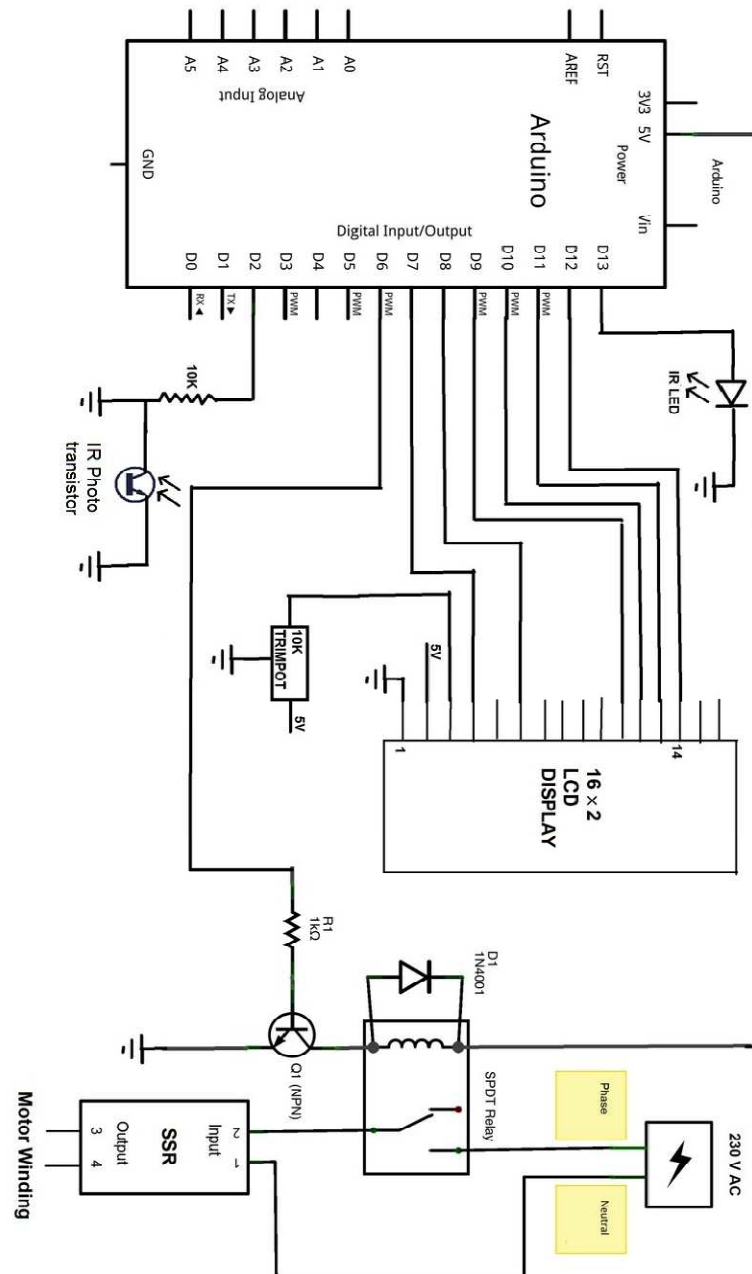 A5
A4
A3
A2
A1
A0
AREF
RST
Analog Input
3V3
5V
Power
Arduino
Vin
Arduino
GND
Digital Input/Output
D0
D1
D2
D3
D4
D5
D6
D7
D8
D9
D10
D11
D12
D13
RX ◀
TX ▶
PWM
PWM
PWM
PWM
PWM
PWM
IR LED
10K
IR Photo
transistor
10K
TRIMPOT
5V
5V
1
14
16 x 2
LCD
DISPLAY
R1
1kΩ
D1
1N4001
Q1 (NPN)
SPDT Relay
Phase
Neutral
230 V AC
SSR
Input
2
1
Output
3
4
Motor Winding